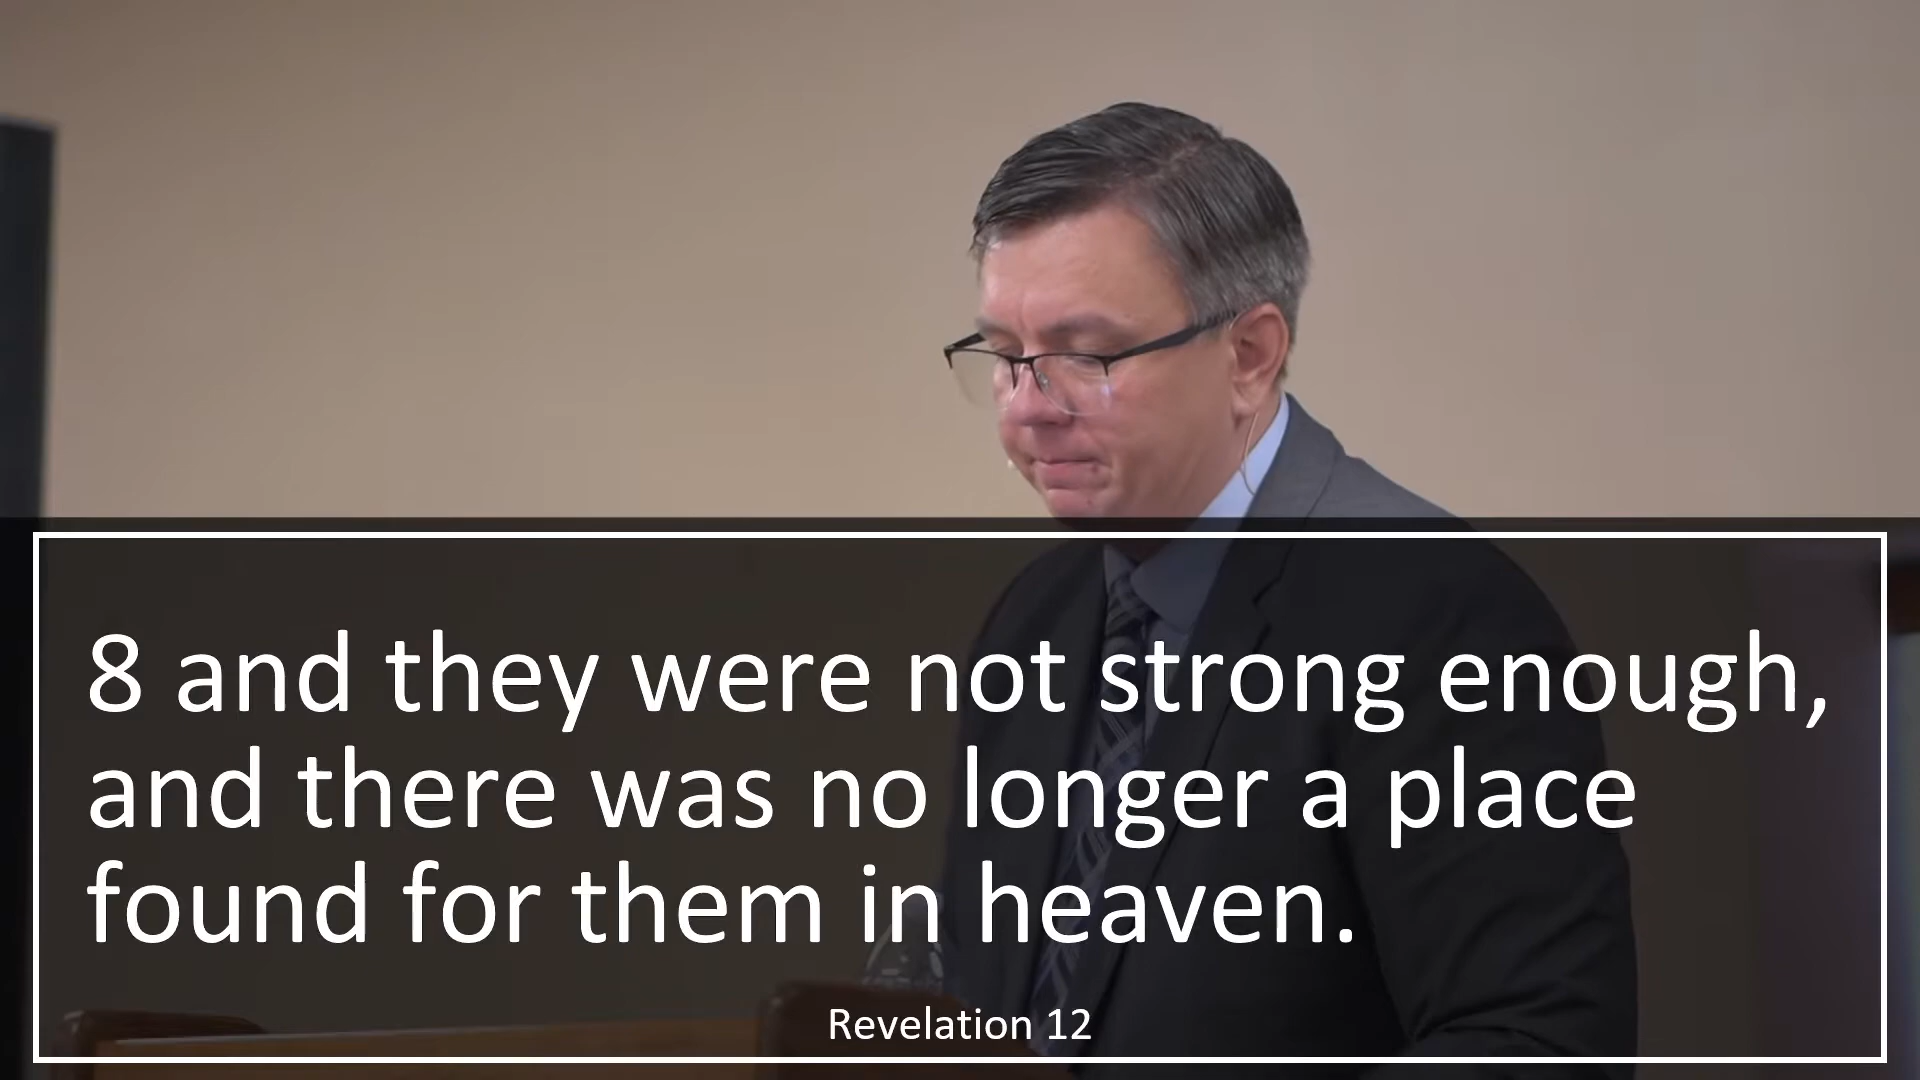 8 and they were not strong enough,
and there was no longer a place
found for them in heaven.
Revelation 12